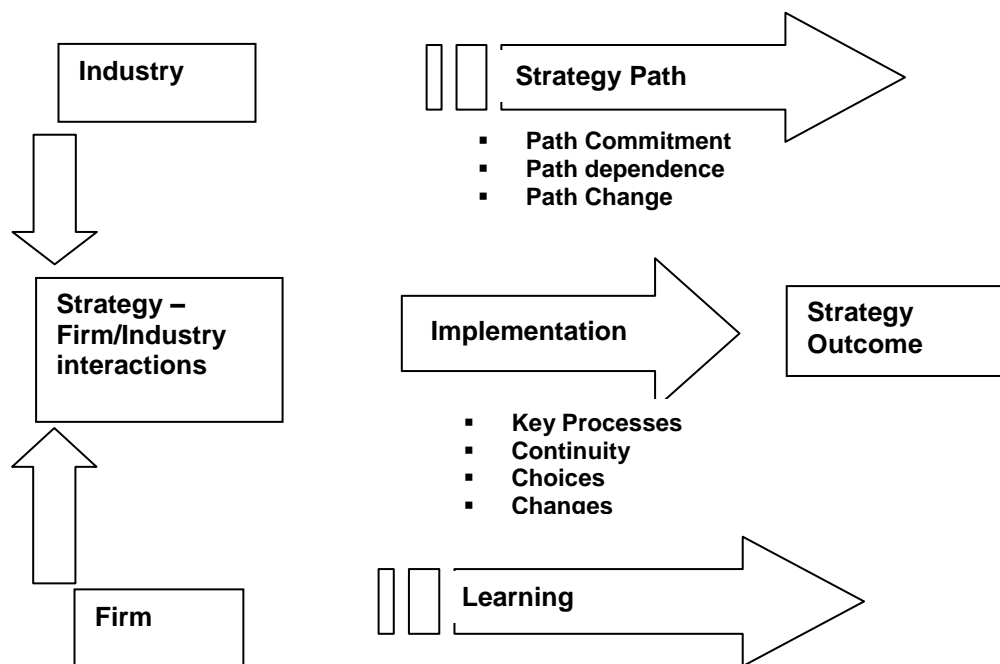 Industry
Strategy Path
▪ Path Commitment
▪ Path dependence
▪ Path Change
Strategy –
Firm/Industry
interactions
Implementation
Strategy
Outcome
▪ Key Processes
▪ Continuity
▪ Choices
▪ Changes
Learning
Firm